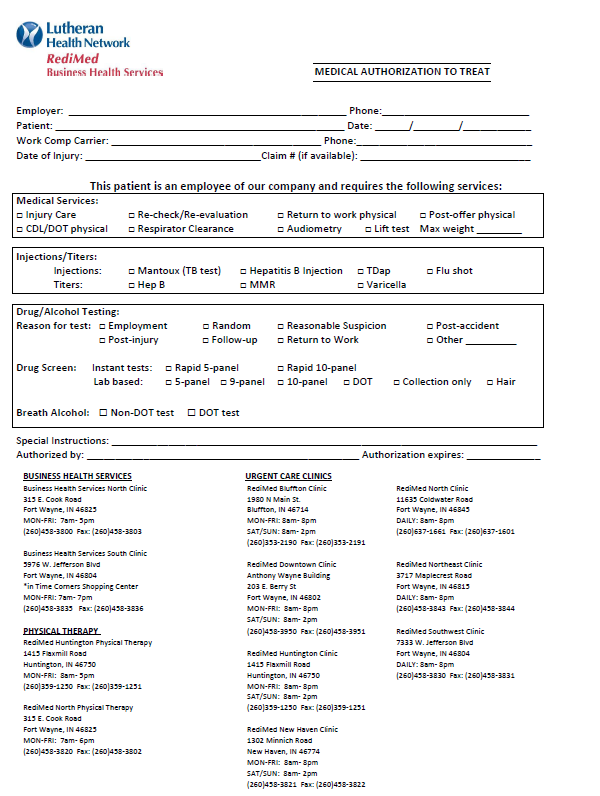 Lutheran
Health Network
RediMed
Business Health Services
MEDICAL AUTHORIZATION TO TREAT
Employer: ____________________ Phone:____________________
Patient: ____________________ Date: ______/________/____________
Work Comp Carrier: ____________________ Phone:____________________
Date of Injury: ____________________Claim # (if available): ____________________
This patient is an employee of our company and requires the following services:
Medical Services:
□ Injury Care □ Re-check/Re-evaluation □ Return to work physical □ Post-offer physical
□ CDL/DOT physical □ Respirator Clearance □ Audiometry □ Lift test Max weight ________
Injections/Titers:
Injections: □ Mantoux (TB test) □ Hepatitis B Injection □ TDap □ Flu shot
Titers: □ Hep B □ MMR □ Varicella
Drug/Alcohol Testing:
Reason for test: □ Employment □ Random □ Reasonable Suspicion □ Post-accident
□ Post-injury □ Follow-up □ Return to Work □ Other _________
Drug Screen: Instant tests: □ Rapid 5-panel □ Rapid 10-panel
Lab based: □ 5-panel □ 9-panel □ 10-panel □ DOT □ Collection only □ Hair
Breath Alcohol: □ Non-DOT test □ DOT test
Special Instructions: ____________________
Authorized by: ____________________ Authorization expires: _____________
BUSINESS HEALTH SERVICES
Business Health Services North Clinic
315 E. Cook Road
Fort Wayne, IN 46825
MON-FRI: 7am- 5pm
(260)458-3800 Fax: (260)458-3803
Business Health Services South Clinic
5976 W. Jefferson Blvd
Fort Wayne, IN 46804
*in Time Corners Shopping Center
MON-FRI: 7am- 7pm
(260)458-3835 Fax: (260)458-3836
PHYSICAL THERAPY
RediMed Huntington Physical Therapy
1415 Flaxmill Road
Huntington, IN 46750
MON-FRI: 8am- 5pm
(260)359-1250 Fax: (260)359-1251
RediMed North Physical Therapy
315 E. Cook Road
Fort Wayne, IN 46825
MON-FRI: 7am- 6pm
(260)458-3820 Fax: (260)458-3802
URGENT CARE CLINICS
RediMed Bluffton Clinic
1980 N Main St.
Bluffton, IN 46714
MON-FRI: 8am- 8pm
SAT/SUN: 8am- 2pm
(260)353-2190 Fax: (260)353-2191
RediMed Downtown Clinic
Anthony Wayne Building
203 E. Berry St
Fort Wayne, IN 46802
MON-FRI: 8am- 8pm
SAT/SUN: 8am- 2pm
(260)458-3950 Fax: (260)458-3951
RediMed Huntington Clinic
1415 Flaxmill Road
Huntington, IN 46750
MON-FRI: 8am- 8pm
SAT/SUN: 8am- 2pm
(260)359-1250 Fax: (260)359-1251
RediMed New Haven Clinic
1302 Minnich Road
New Haven, IN 46774
MON-FRI: 8am- 8pm
SAT/SUN: 8am- 2pm
(260)458-3821 Fax: (260)458-3822
RediMed North Clinic
11635 Coldwater Road
Fort Wayne, IN 46845
DAILY: 8am- 8pm
(260)637-1661 Fax: (260)637-1601
RediMed Northeast Clinic
3717 Maplecrest Road
Fort Wayne, IN 46815
DAILY: 8am- 8pm
(260)458-3843 Fax: (260)458-3844
RediMed Southwest Clinic
7333 W. Jefferson Blvd
Fort Wayne, IN 46804
DAILY: 8am- 8pm
(260)458-3830 Fax: (260)458-3831